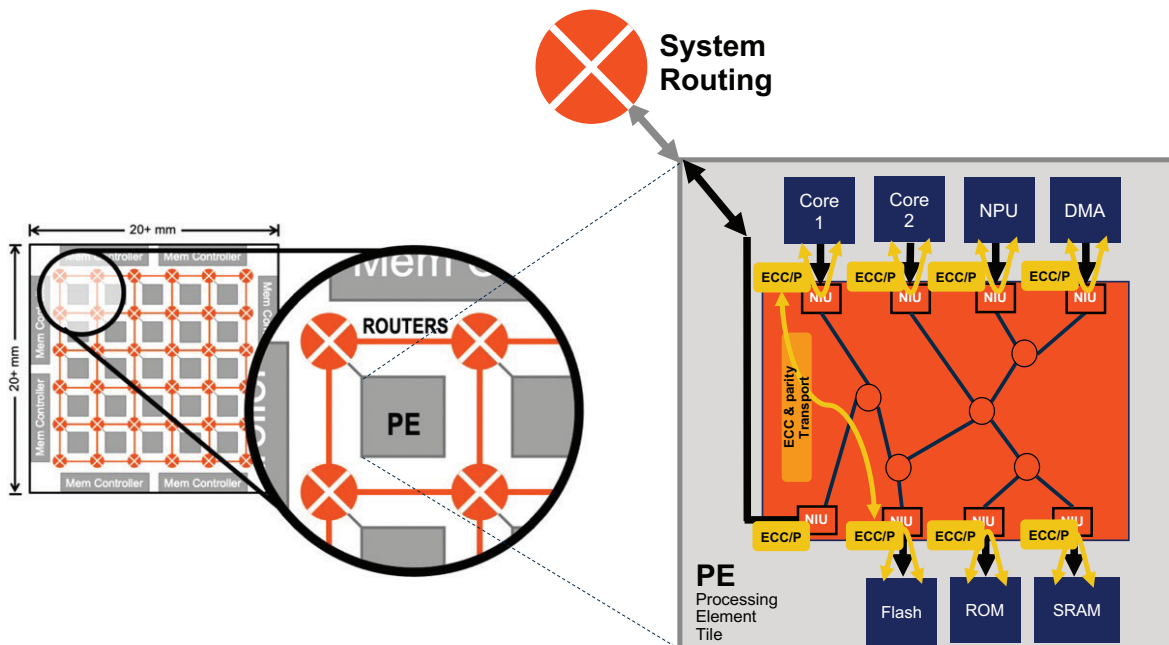 System
Routing
Core
1
Core
2
NPU
DMA
ECC/P
ECC/P
ECC/P
ECC/P
NIU
NIU
NIU
NIU
ECC & parity
Transport
NIU
NIU
NIU
NIU
ECC/P
ECC/P
ECC/P
ECC/P
PE
Processing
Element
Tile
Flash
ROM
SRAM
20+ mm
20+ mm
Mem Controller
Mem Controller
Mem Controller
Mem Controller
Mem Controller
Mem Controller
Mem
ROUTERS
PE